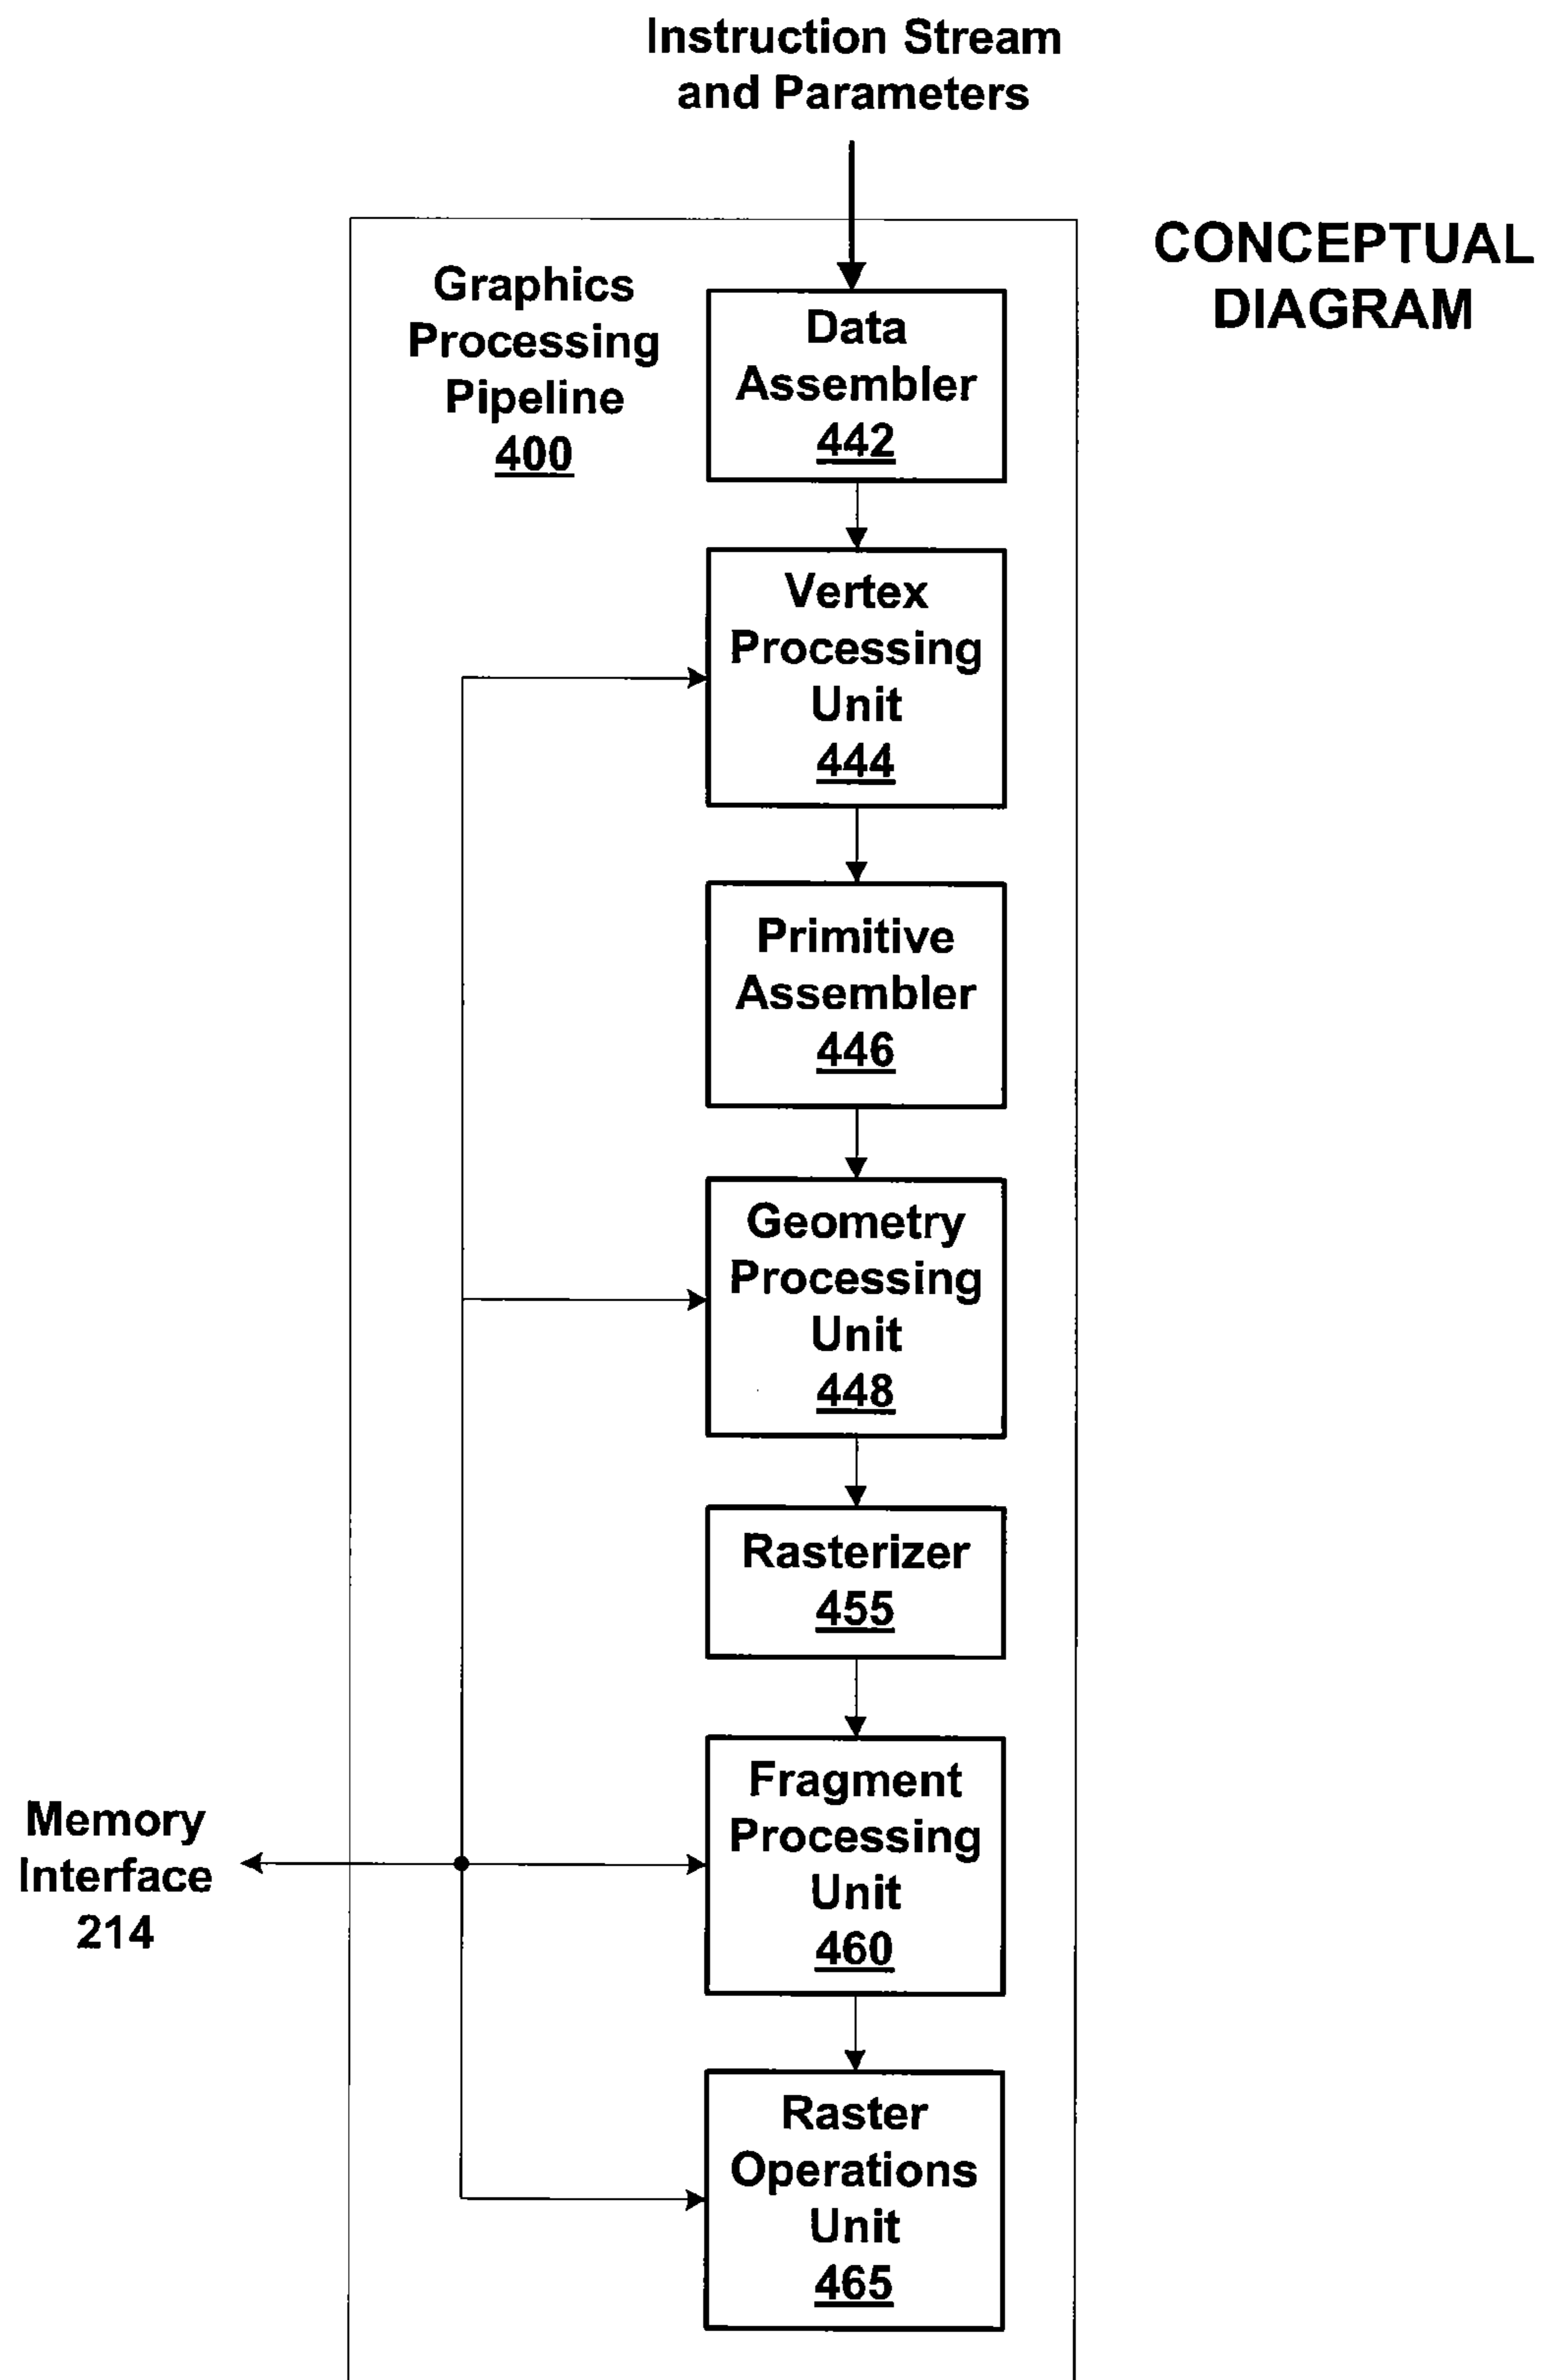 Instruction Stream
and Parameters
CONCEPTUAL
DIAGRAM
Graphics
Processing
Pipeline
400
Data
Assembler
442
Vertex
Processing
Unit
444
Primitive
Assembler
446
Geometry
Processing
Unit
448
Rasterizer
455
Fragment
Processing
Unit
460
Memory
Interface
214
Raster
Operations
Unit
465